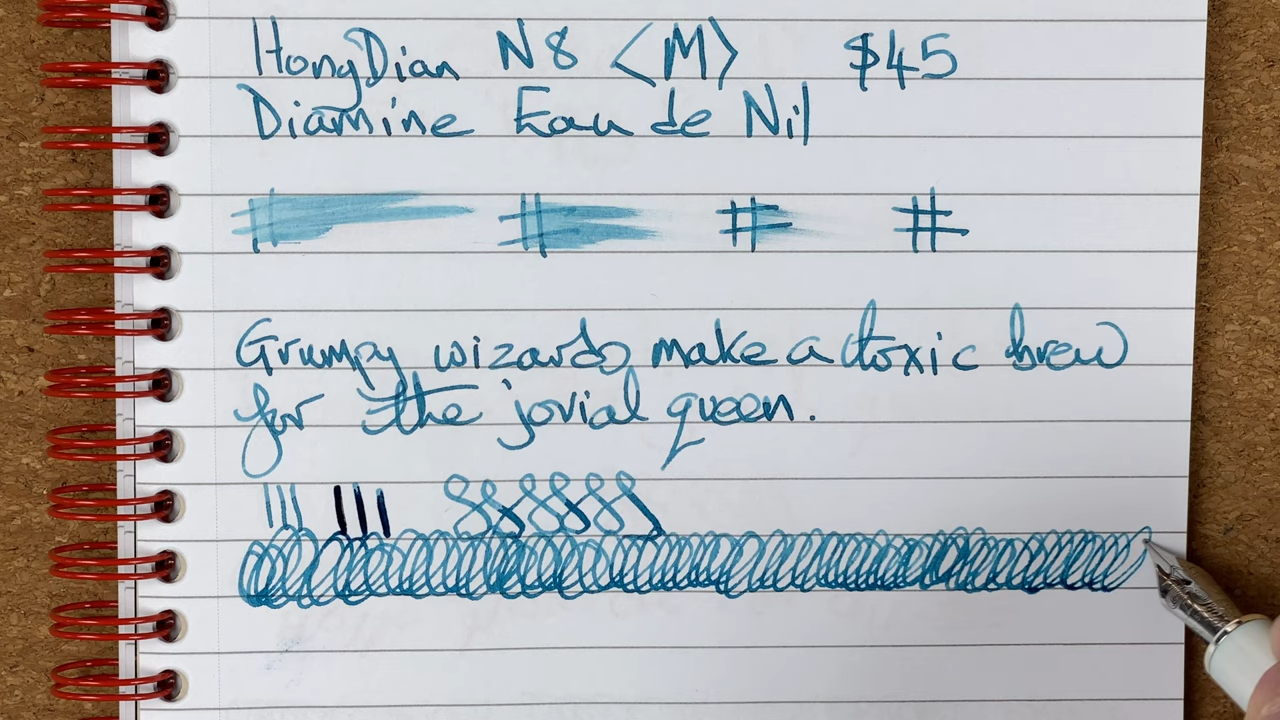 HongDian N8 <M> $45
Diamine Eau de Nil
# # # #
Grumpy wizards make a toxic brew
for the jovial queen.